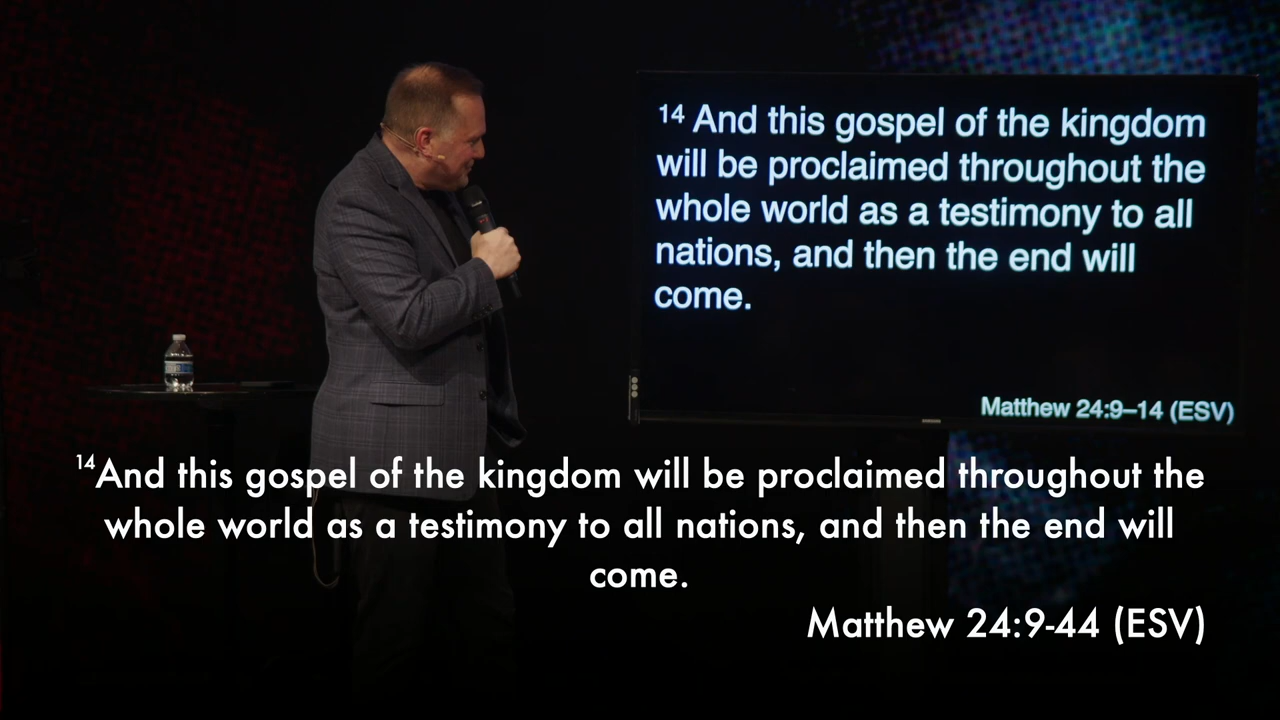 14 And this gospel of the kingdom
will be proclaimed throughout the
whole world as a testimony to all
nations, and then the end will
come.
Matthew 24:9–14 (ESV)
14And this gospel of the kingdom will be proclaimed throughout the
whole world as a testimony to all nations, and then the end will
come.
Matthew 24:9-44 (ESV)